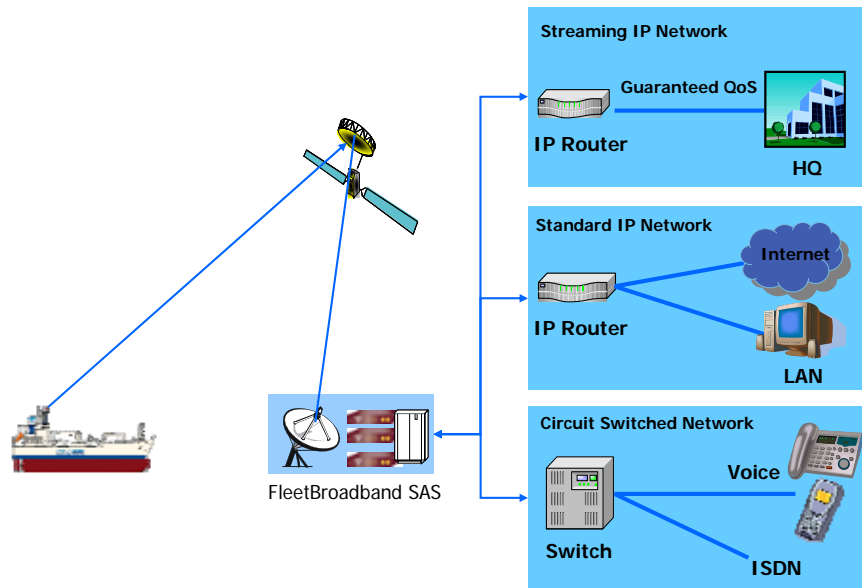 Streaming IP Network
Guaranteed QoS
IP Router
HQ
Standard IP Network
Internet
IP Router
LAN
FleetBroadband SAS
Circuit Switched Network
Voice
Switch
ISDN